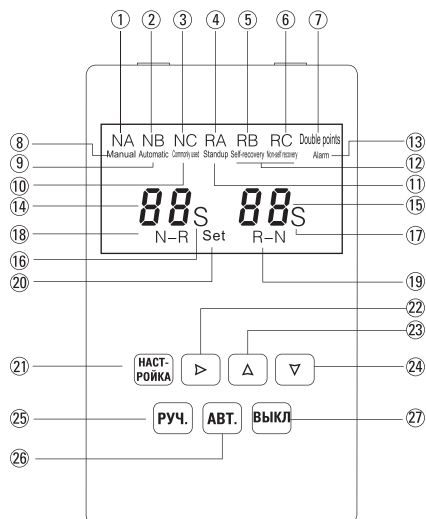 ① ② ③ ④ ⑤ ⑥ ⑦
NA NB NC RA RB RC Double points
⑧ Manual Automatic Commonly used Standup Self-recovery Non-self recovery Alarm ⑬
⑨ ⑫
⑩ ⑪
⑭ 88S 88S ⑮
⑱ N–R Set R–N ⑰
⑯
⑳ ⑲
㉒
㉓
㉑ НАСТ-
РОЙКА ▷ △ ▽ ㉔
㉕ РУЧ. АВТ. ВЫКЛ ㉗
㉖